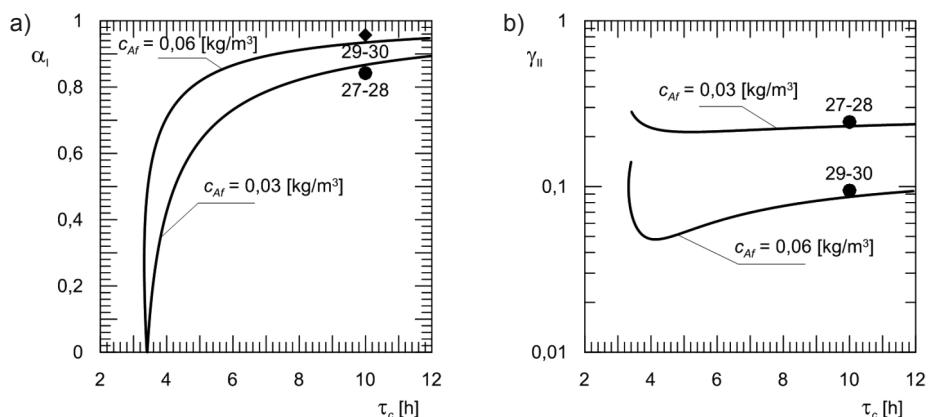 a)
α_I
1
0,8
0,6
0,4
0,2
0
c_Af = 0,06 [kg/m³]
29-30
27-28
c_Af = 0,03 [kg/m³]
2 4 6 8 10 12
τ_c [h]
b)
γ_II
1
0,1
0,01
c_Af = 0,03 [kg/m³]
27-28
29-30
c_Af = 0,06 [kg/m³]
2 4 6 8 10 12
τ_c [h]